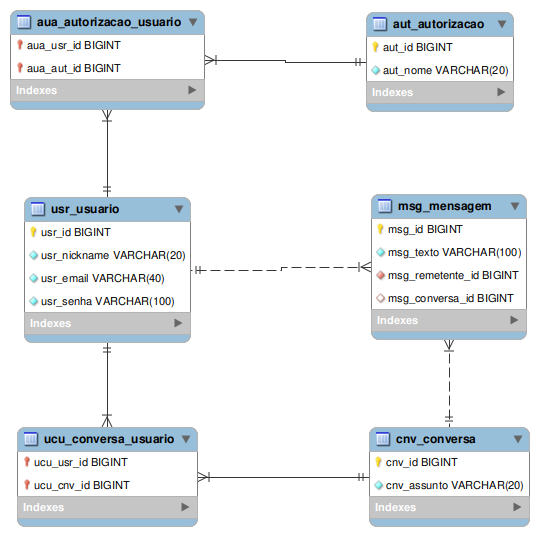 aua_autorizacao_usuario
aua_usr_id BIGINT
aua_aut_id BIGINT
Indexes
aut_autorizacao
aut_id BIGINT
aut_nome VARCHAR(20)
Indexes
usr_usuario
usr_id BIGINT
usr_nickname VARCHAR(20)
usr_email VARCHAR(40)
usr_senha VARCHAR(100)
Indexes
msg_mensagem
msg_id BIGINT
msg_texto VARCHAR(100)
msg_remetente_id BIGINT
msg_conversa_id BIGINT
Indexes
ucu_conversa_usuario
ucu_usr_id BIGINT
ucu_cnv_id BIGINT
Indexes
cnv_conversa
cnv_id BIGINT
cnv_assunto VARCHAR(20)
Indexes